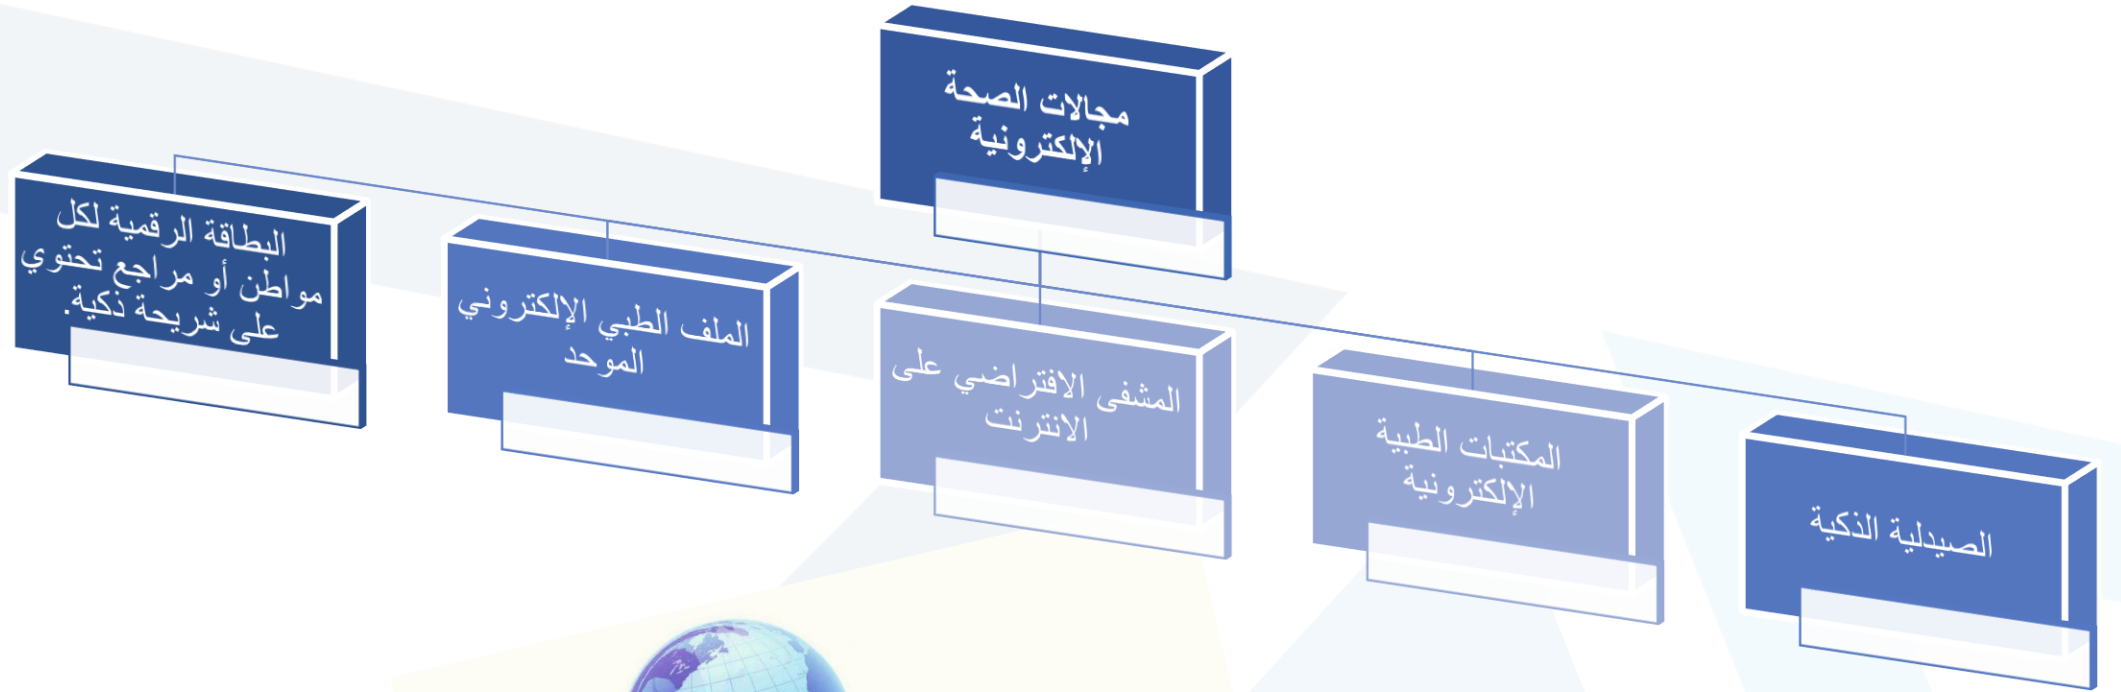 مجالات الصحة
الإلكترونية
الصيدلية الذكية
المكتبات الطبية
الإلكترونية
المشفى الافتراضي على
الانترنت
الملف الطبي الإلكتروني
الموحد
البطاقة الرقمية لكل
مواطن أو مراجع تحتوي
على شريحة ذكية.